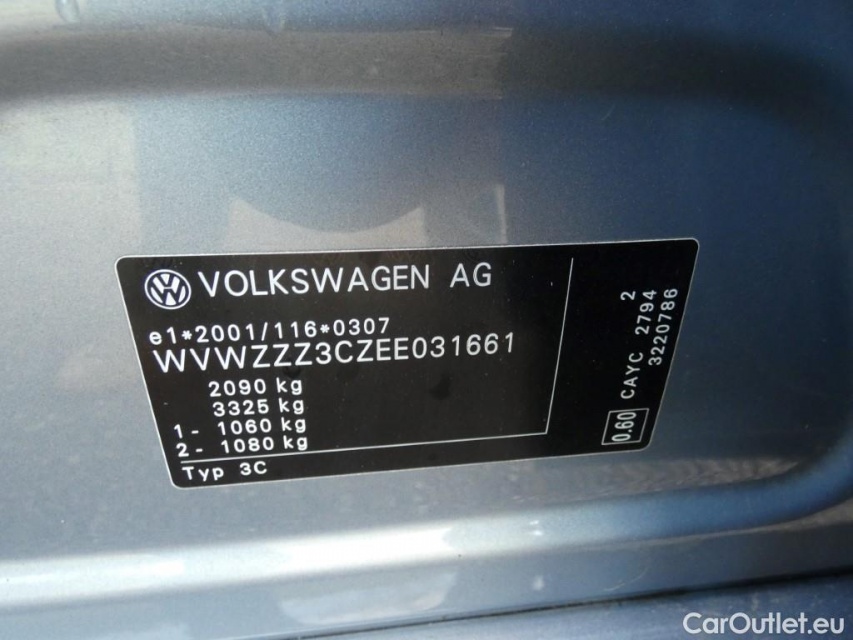 VOLKSWAGEN AG
e1*2001/116*0307
WVWZZZ3CZEE031661
2090 kg
3325 kg
1 - 1060 kg
2 - 1080 kg
Typ 3C
2
CAYC 2794
3220786
0.60
CarOutlet.eu